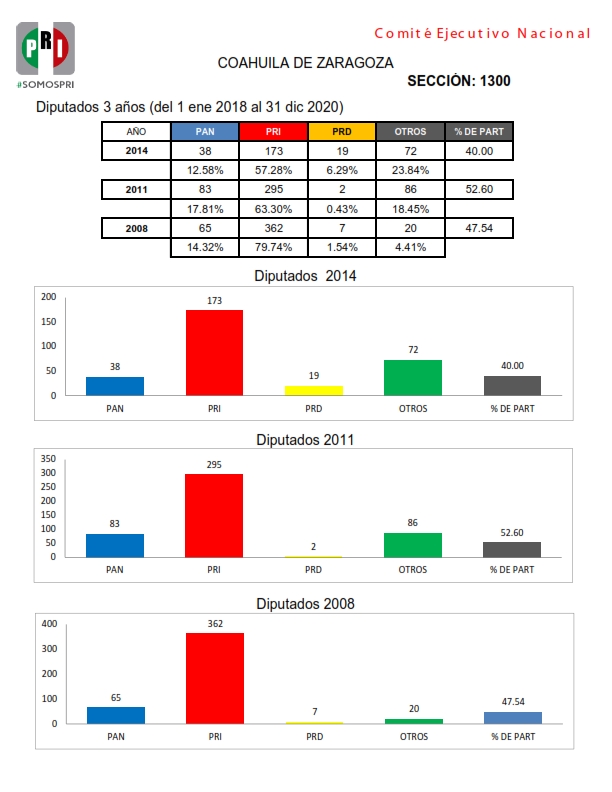 Comité Ejecutivo Nacional
PRI
#SOMOSPRI
COAHUILA DE ZARAGOZA
SECCIÓN: 1300
Diputados 3 años (del 1 ene 2018 al 31 dic 2020)
AÑO PAN PRI PRD OTROS % DE PART
2014 38 173 19 72 40.00
12.58% 57.28% 6.29% 23.84%
2011 83 295 2 86 52.60
17.81% 63.30% 0.43% 18.45%
2008 65 362 7 20 47.54
14.32% 79.74% 1.54% 4.41%
Diputados 2014
200
150
100
50
0
38 173 19 72 40.00
PAN PRI PRD OTROS % DE PART
Diputados 2011
350
300
250
200
150
100
50
0
83 295 2 86 52.60
PAN PRI PRD OTROS % DE PART
Diputados 2008
400
300
200
100
0
65 362 7 20 47.54
PAN PRI PRD OTROS % DE PART